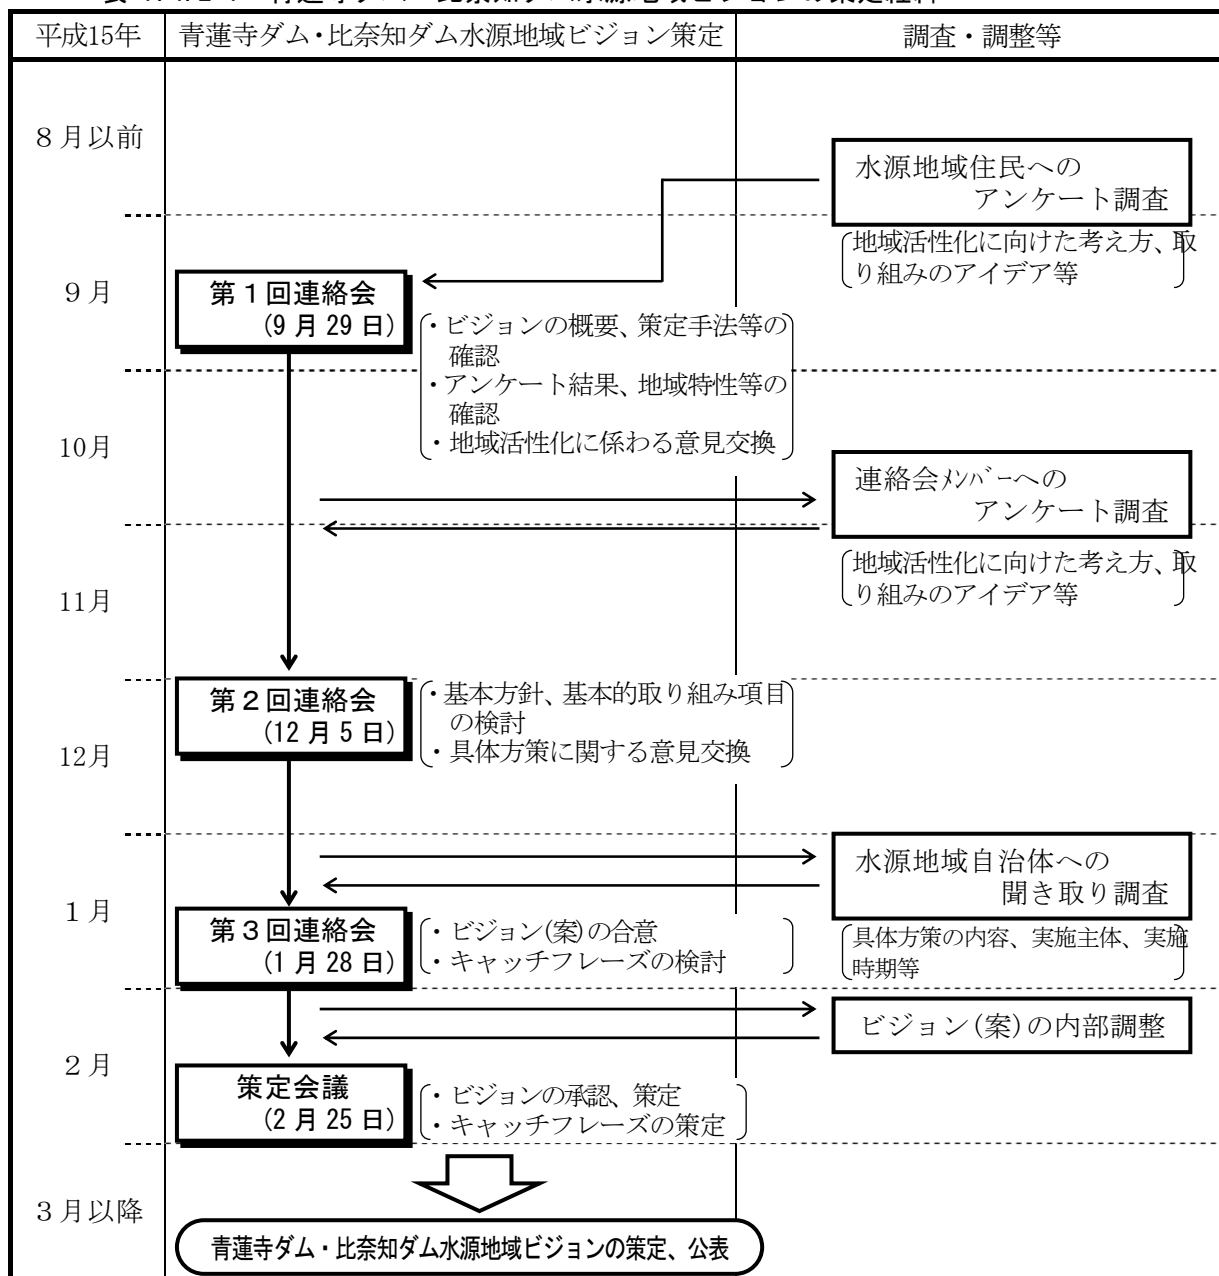 平成15年
青蓮寺ダム・比奈知ダム水源地域ビジョン策定
調査・調整等
８月以前
水源地域住民への
アンケート調査
地域活性化に向けた考え方、取
り組みのアイデア等
９月
第１回連絡会
(9月29日)
・ビジョンの概要、策定手法等の
確認
・アンケート結果、地域特性等の
確認
・地域活性化に係わる意見交換
10月
連絡会ﾒﾝﾊﾞｰへの
アンケート調査
地域活性化に向けた考え方、取
り組みのアイデア等
11月
第２回連絡会
(12月5日)
・基本方針、基本的取り組み項目
の検討
・具体方策に関する意見交換
12月
水源地域自治体への
聞き取り調査
具体方策の内容、実施主体、実施
時期等
１月
第３回連絡会
(1月28日)
・ビジョン(案)の合意
・キャッチフレーズの検討
ビジョン(案)の内部調整
２月
策定会議
(2月25日)
・ビジョンの承認、策定
・キャッチフレーズの策定
３月以降
青蓮寺ダム・比奈知ダム水源地域ビジョンの策定、公表